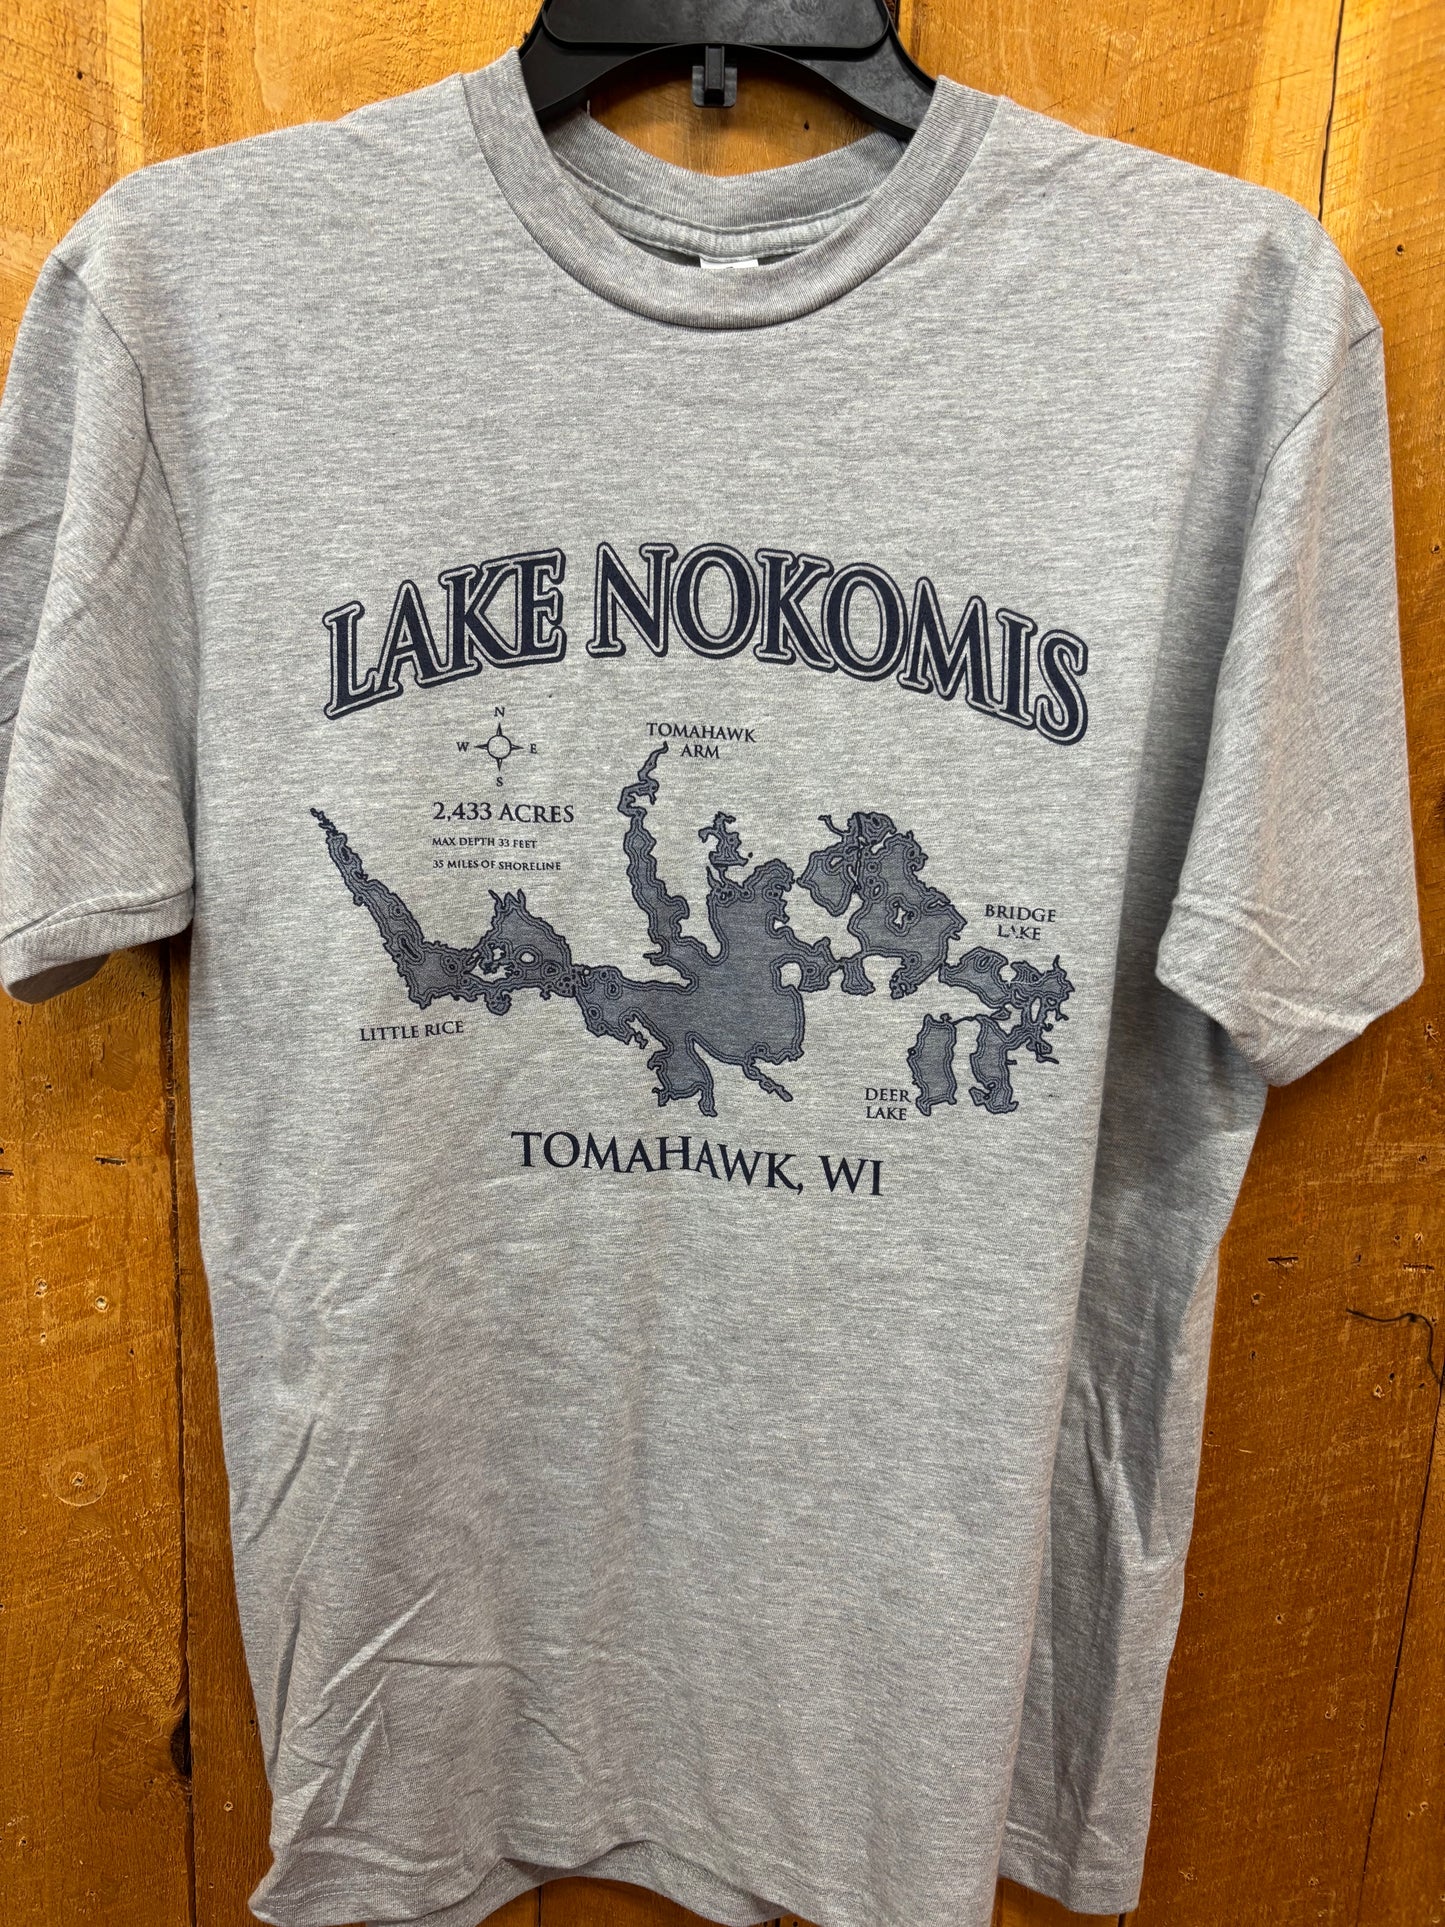 LAKE NOKOMIS
N
W E
S
TOMAHAWK
ARM
2,433 ACRES
MAX DEPTH 33 FEET
35 MILES OF SHORELINE
BRIDGE
LAKE
LITTLE RICE
DEER
LAKE
TOMAHAWK, WI